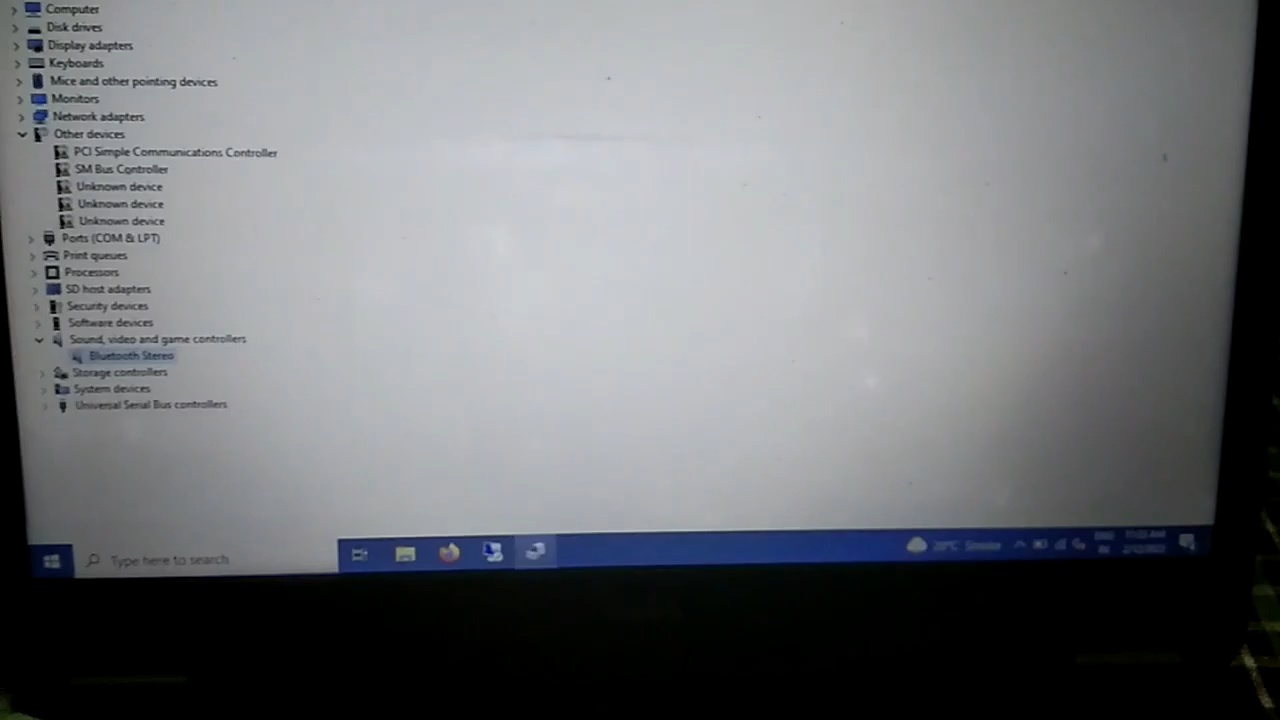 Computer
Disk drives
Display adapters
Keyboards
Mice and other pointing devices
Monitors
Network adapters
Other devices
PCI Simple Communications Controller
SM Bus Controller
Unknown device
Unknown device
Unknown device
Ports (COM & LPT)
Print queues
Processors
SD host adapters
Security devices
Software devices
Sound, video and game controllers
Bluetooth Stereo
Storage controllers
System devices
Universal Serial Bus controllers
Type here to search